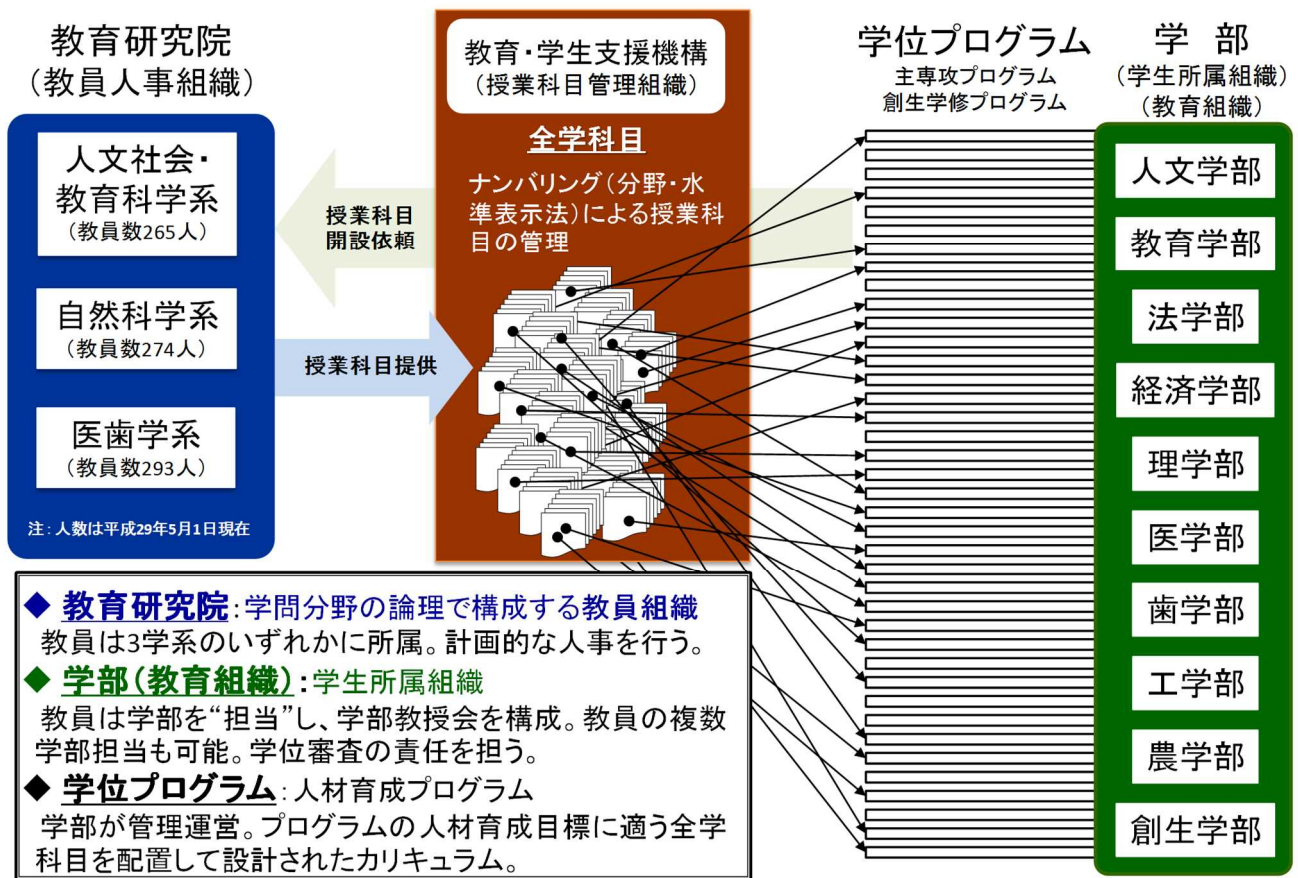 教育研究院
(教員人事組織)
人文社会・
教育科学系
(教員数265人)
自然科学系
(教員数274人)
医歯学系
(教員数293人)
注：人数は平成29年5月1日現在
授業科目
開設依頼
授業科目提供
教育・学生支援機構
(授業科目管理組織)
全学科目
ナンバリング(分野・水
準表示法)による授業科
目の管理
学位プログラム
主専攻プログラム
創生学修プログラム
学 部
(学生所属組織)
(教育組織)
人文学部
教育学部
法学部
経済学部
理学部
医学部
歯学部
工学部
農学部
創生学部
◆ 教育研究院：学問分野の論理で構成する教員組織
教員は3学系のいずれかに所属。計画的な人事を行う。
◆ 学部(教育組織)：学生所属組織
教員は学部を“担当”し、学部教授会を構成。教員の複数
学部担当も可能。学位審査の責任を担う。
◆ 学位プログラム：人材育成プログラム
学部が管理運営。プログラムの人材育成目標に適う全学
科目を配置して設計されたカリキュラム。